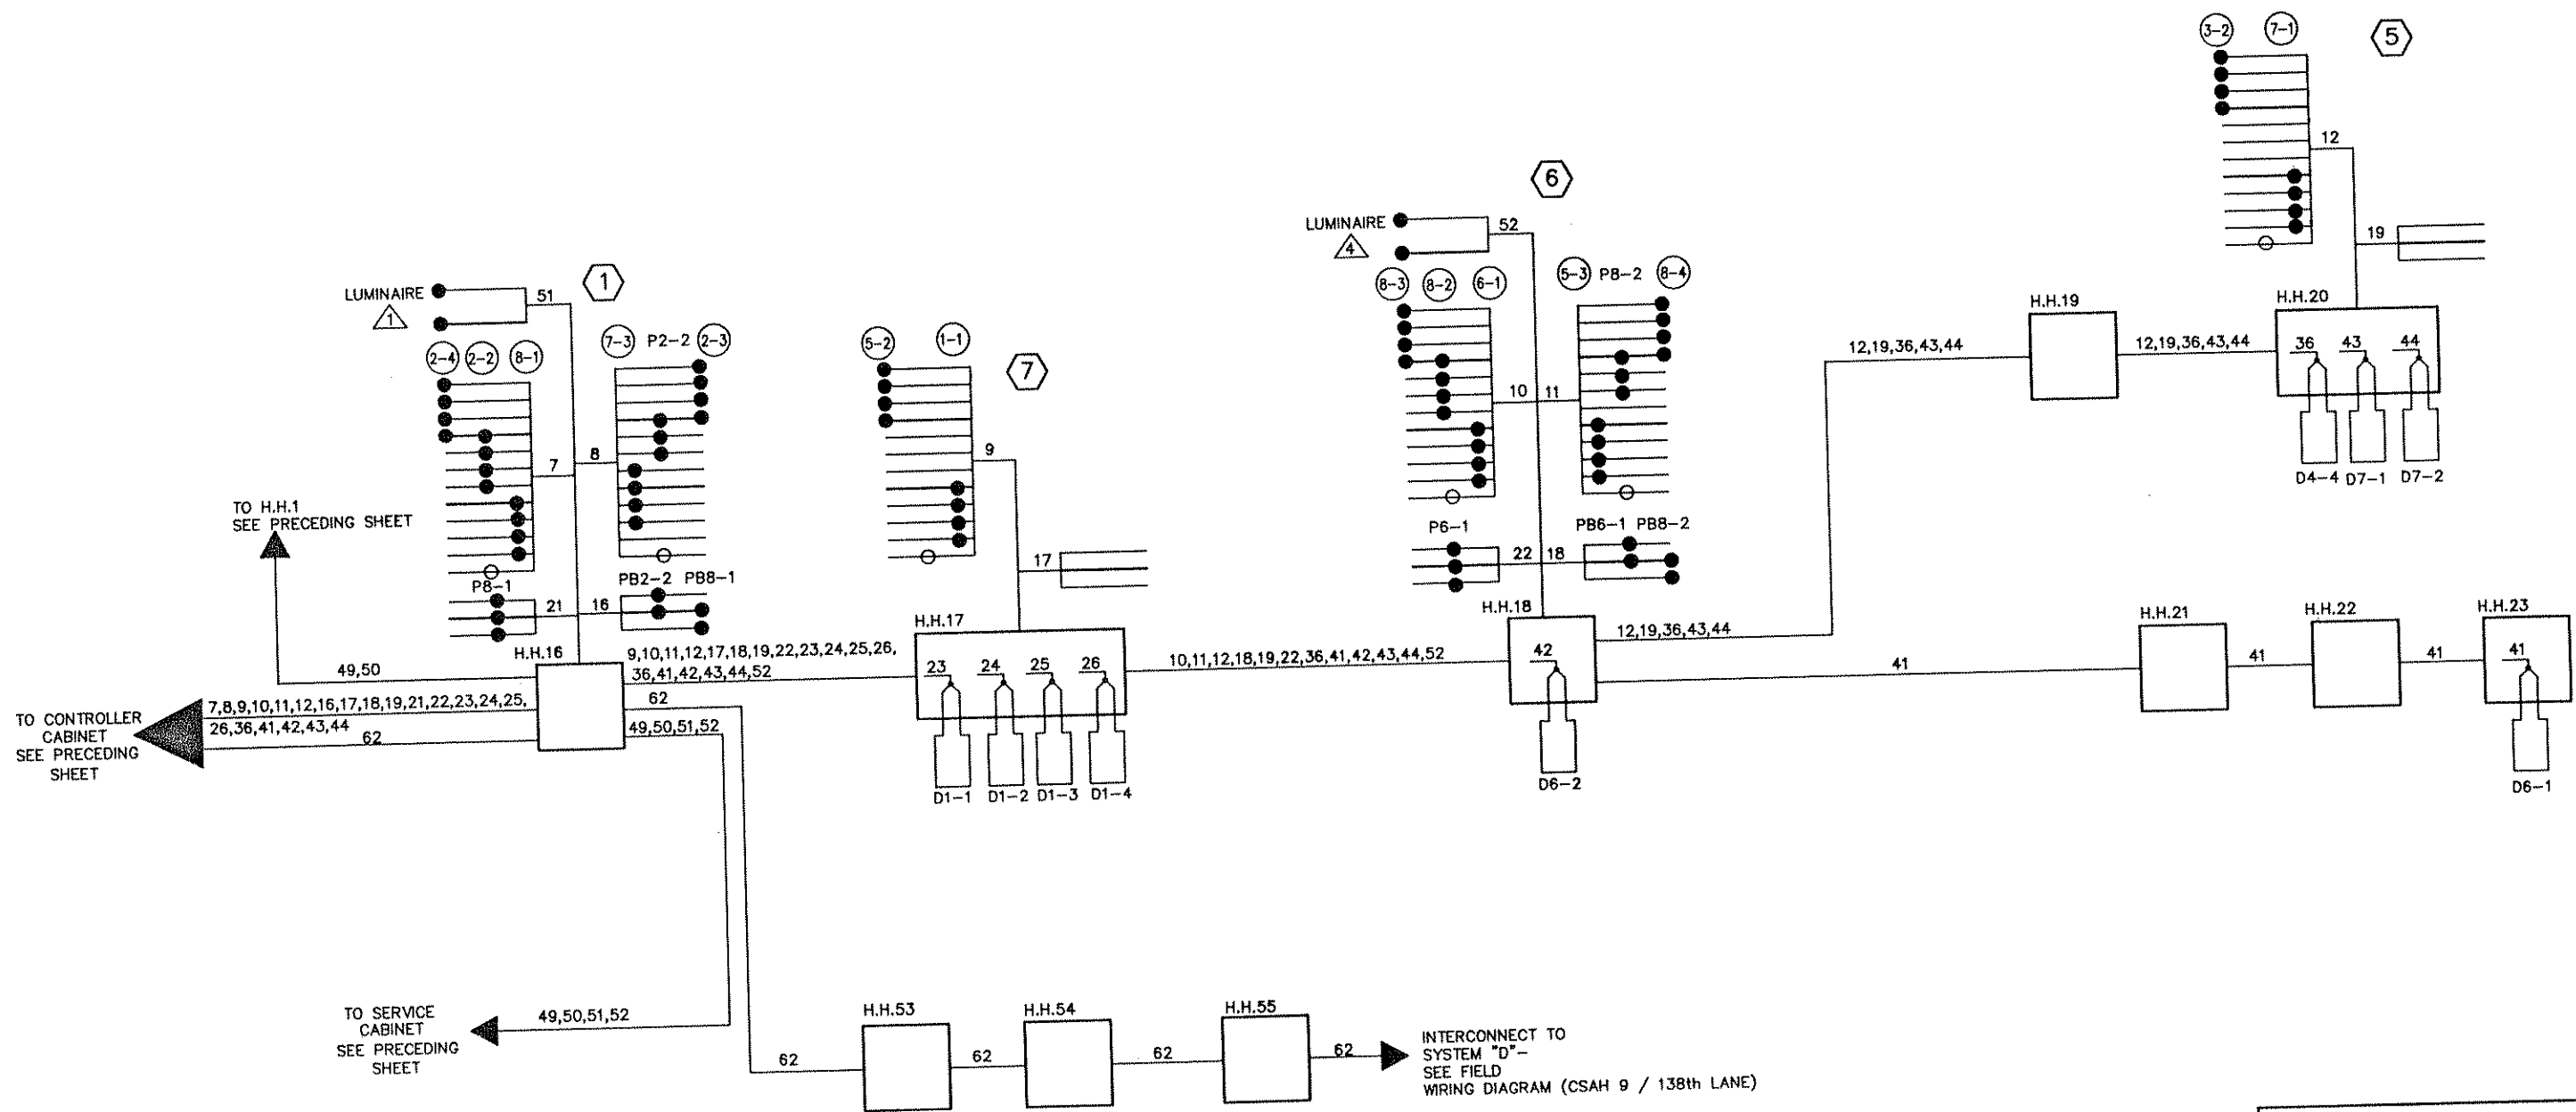 3-2 7-1 5
12
19
6
LUMINAIRE 52
4
8-3 8-2 6-1 5-3 P8-2 8-4
10 11
P6-1 PB6-1 PB8-2
22 18
1
LUMINAIRE 51
1
2-4 2-2 8-1 7-3 P2-2 2-3
7 8
P8-1 PB2-2 PB8-1
21 16
5-2 1-1 7
9
17
TO H.H.1
SEE PRECEDING SHEET
49,50
TO CONTROLLER
CABINET
SEE PRECEDING
SHEET
7,8,9,10,11,12,16,17,18,19,21,22,23,24,25,
26,36,41,42,43,44
62
H.H.16
9,10,11,12,17,18,19,22,23,24,25,26,
36,41,42,43,44,52
62
49,50,51,52
H.H.17
23 24 25 26
D1-1 D1-2 D1-3 D1-4
10,11,12,18,19,22,36,41,42,43,44,52
H.H.18
42
D6-2
12,19,36,43,44
12,19,36,43,44
H.H.19
12,19,36,43,44
H.H.20
36 43 44
D4-4 D7-1 D7-2
41
H.H.21
41
H.H.22
41
H.H.23
41
D6-1
TO SERVICE
CABINET
SEE PRECEDING
SHEET
49,50,51,52
62
H.H.53
62
H.H.54
62
H.H.55
62
INTERCONNECT TO
SYSTEM "D"-
SEE FIELD
WIRING DIAGRAM (CSAH 9 / 138th LANE)